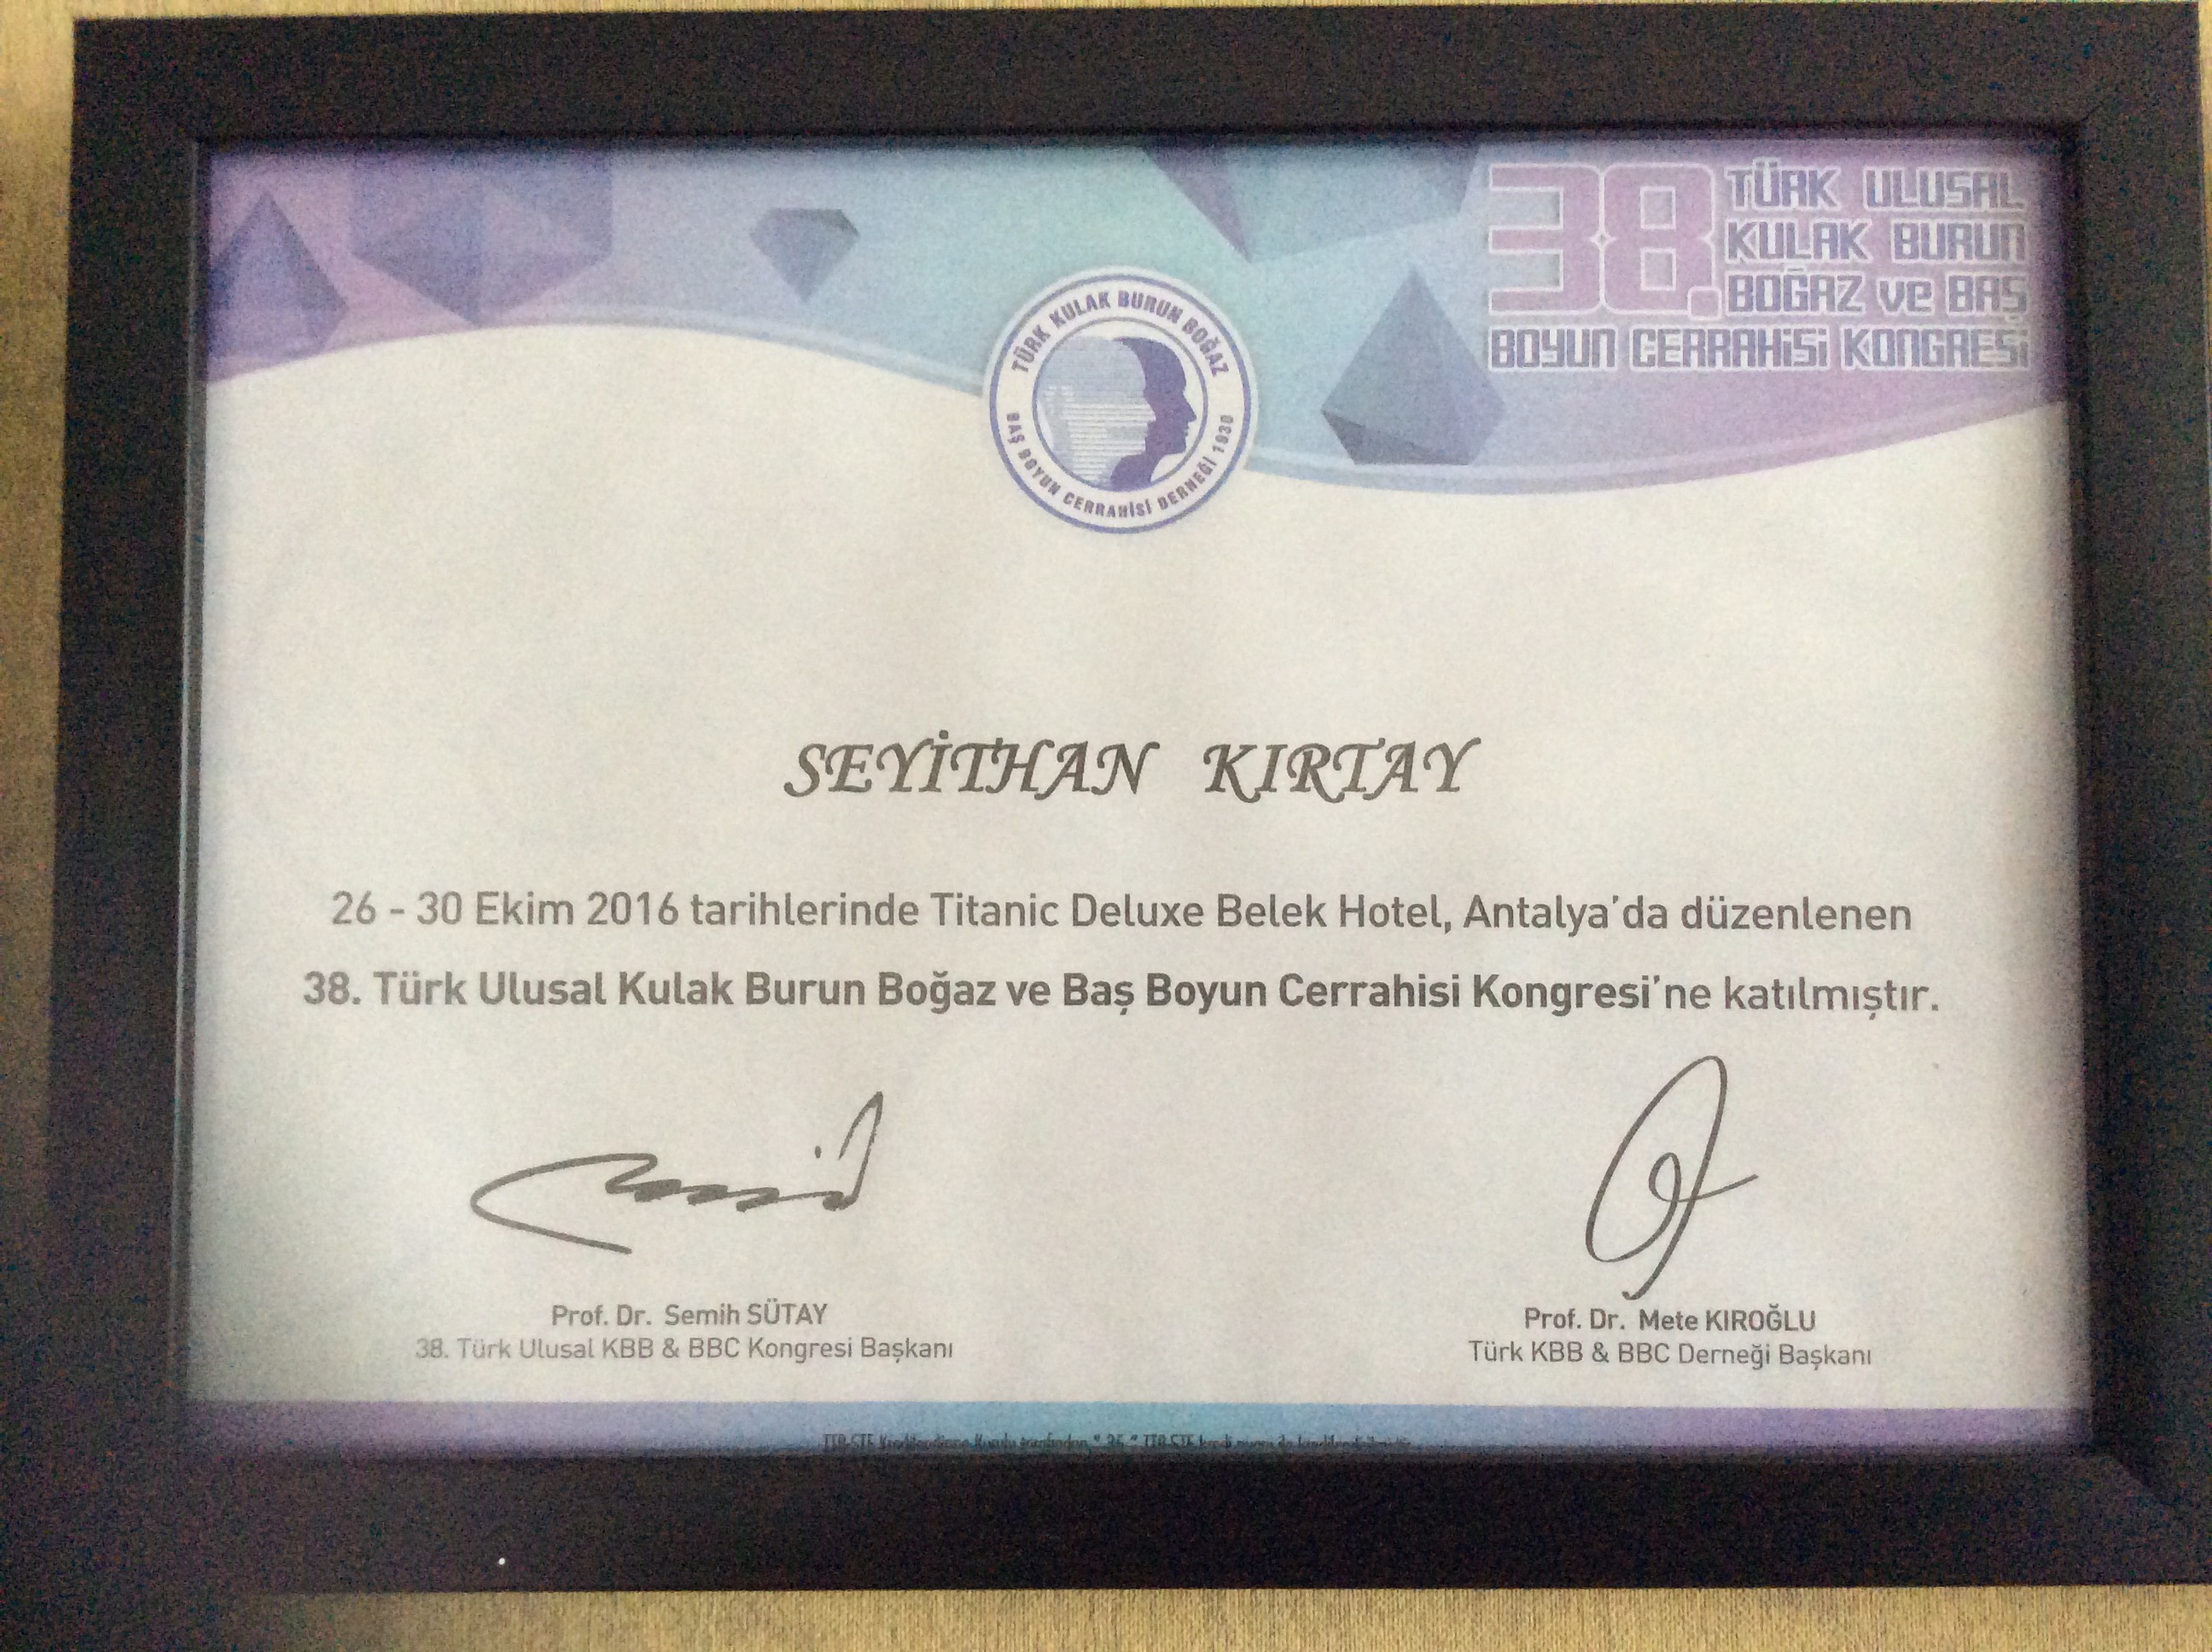 38. TÜRK ULUSAL
KULAK BURUN
BOĞAZ ve BAŞ
BOYUN CERRAHİSİ KONGRESİ
TÜRK KULAK BURUN BOĞAZ
BAŞ BOYUN CERRAHİSİ DERNEĞİ 1930
SEYİTHAN KIRTAY
26 - 30 Ekim 2016 tarihlerinde Titanic Deluxe Belek Hotel, Antalya'da düzenlenen
38. Türk Ulusal Kulak Burun Boğaz ve Baş Boyun Cerrahisi Kongresi'ne katılmıştır.
Prof. Dr. Semih SÜTAY
38. Türk Ulusal KBB & BBC Kongresi Başkanı
Prof. Dr. Mete KIROĞLU
Türk KBB & BBC Derneği Başkanı